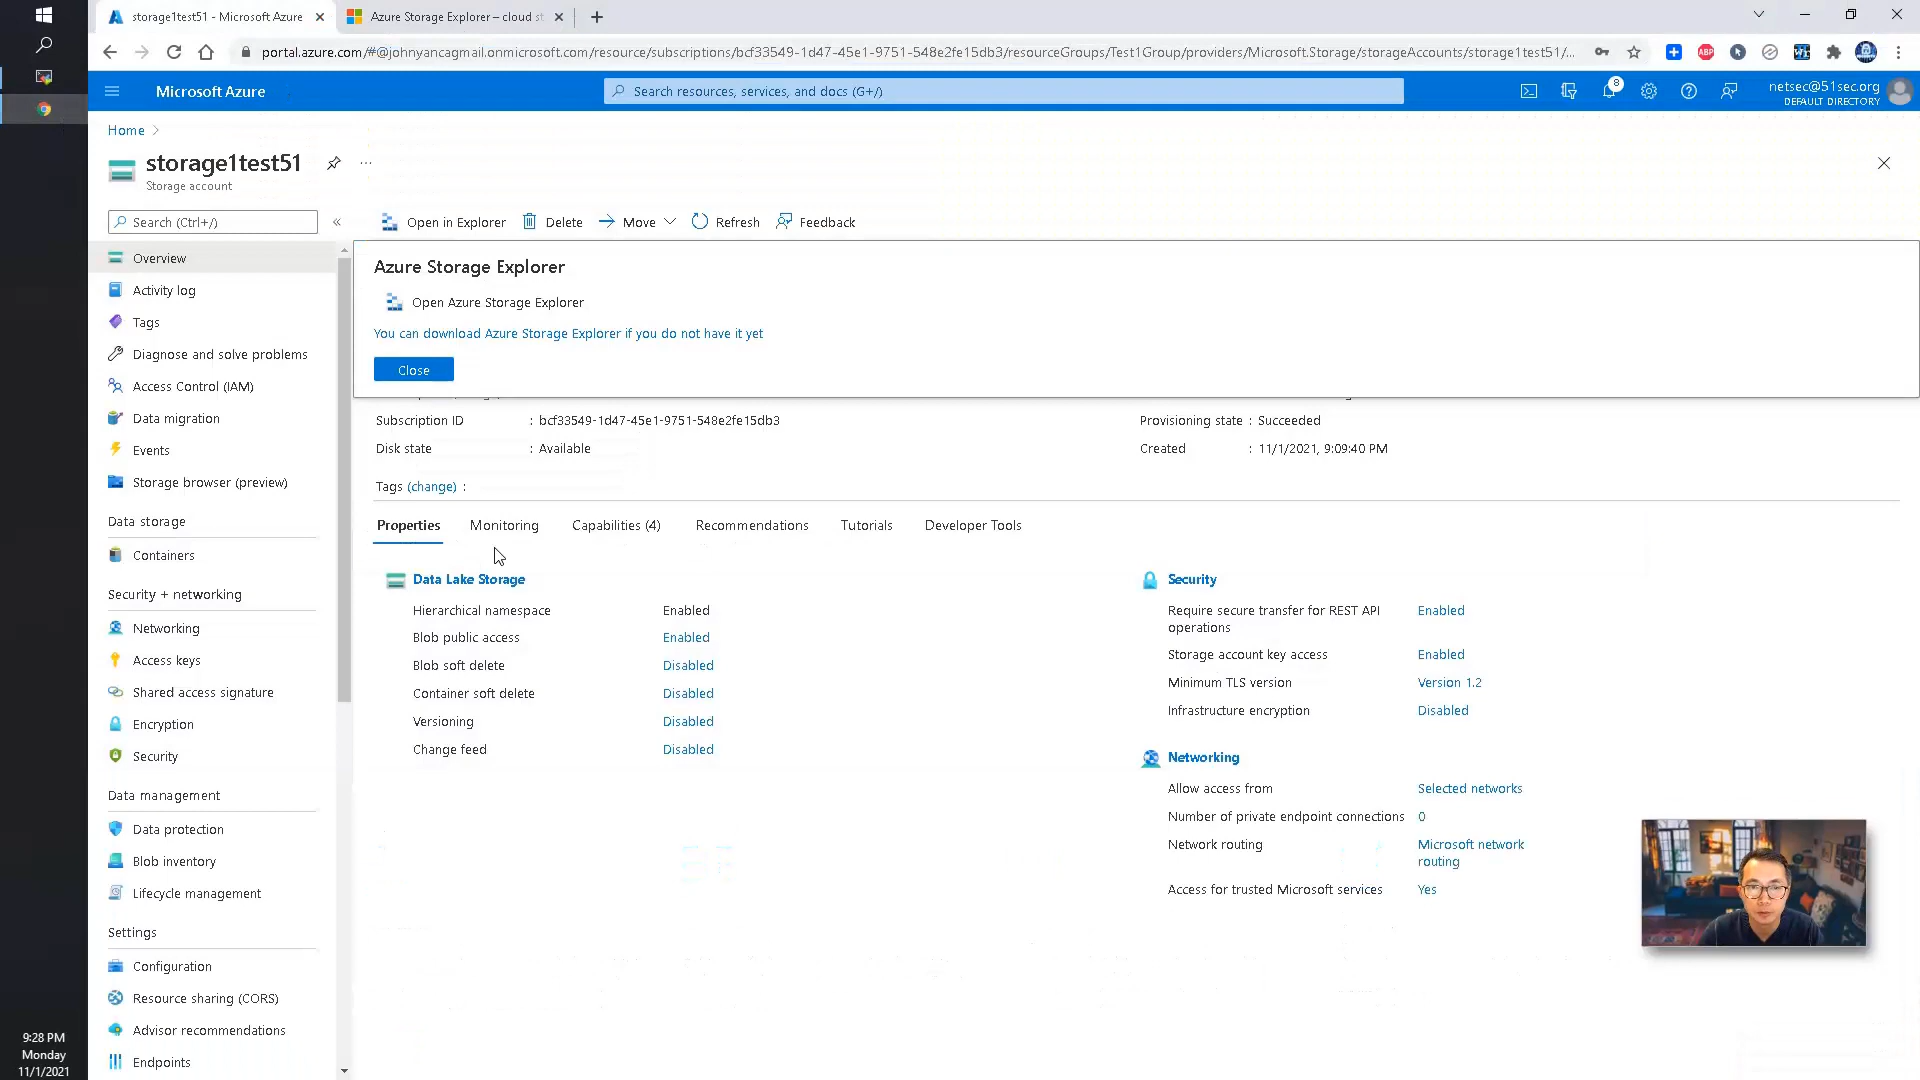 storage1test51 - Microsoft Azure
Azure Storage Explorer – cloud st
portal.azure.com/#@johnyancagmail.onmicrosoft.com/resource/subscriptions/bcf33549-1d47-45e1-9751-548e2fe15db3/resourceGroups/Test1Group/providers/Microsoft.Storage/storageAccounts/storage1test51/...
ABP
Microsoft Azure
Search resources, services, and docs (G+/)
8
netsec@51sec.org
DEFAULT DIRECTORY
Home
storage1test51
Storage account
Search (Ctrl+/)
Open in Explorer
Delete
Move
Refresh
Feedback
Azure Storage Explorer
Open Azure Storage Explorer
You can download Azure Storage Explorer if you do not have it yet
Close
Overview
Activity log
Tags
Diagnose and solve problems
Access Control (IAM)
Data migration
Events
Storage browser (preview)
Data storage
Containers
Security + networking
Networking
Access keys
Shared access signature
Encryption
Security
Data management
Data protection
Blob inventory
Lifecycle management
Settings
Configuration
Resource sharing (CORS)
Advisor recommendations
Endpoints
Subscription ID : bcf33549-1d47-45e1-9751-548e2fe15db3
Disk state : Available
Provisioning state : Succeeded
Created : 11/1/2021, 9:09:40 PM
Tags (change) :
Properties
Monitoring
Capabilities (4)
Recommendations
Tutorials
Developer Tools
Data Lake Storage
Hierarchical namespace Enabled
Blob public access Enabled
Blob soft delete Disabled
Container soft delete Disabled
Versioning Disabled
Change feed Disabled
Security
Require secure transfer for REST API Enabled
operations
Storage account key access Enabled
Minimum TLS version Version 1.2
Infrastructure encryption Disabled
Networking
Allow access from Selected networks
Number of private endpoint connections 0
Network routing Microsoft network
routing
Access for trusted Microsoft services Yes
9:28 PM
Monday
11/1/2021